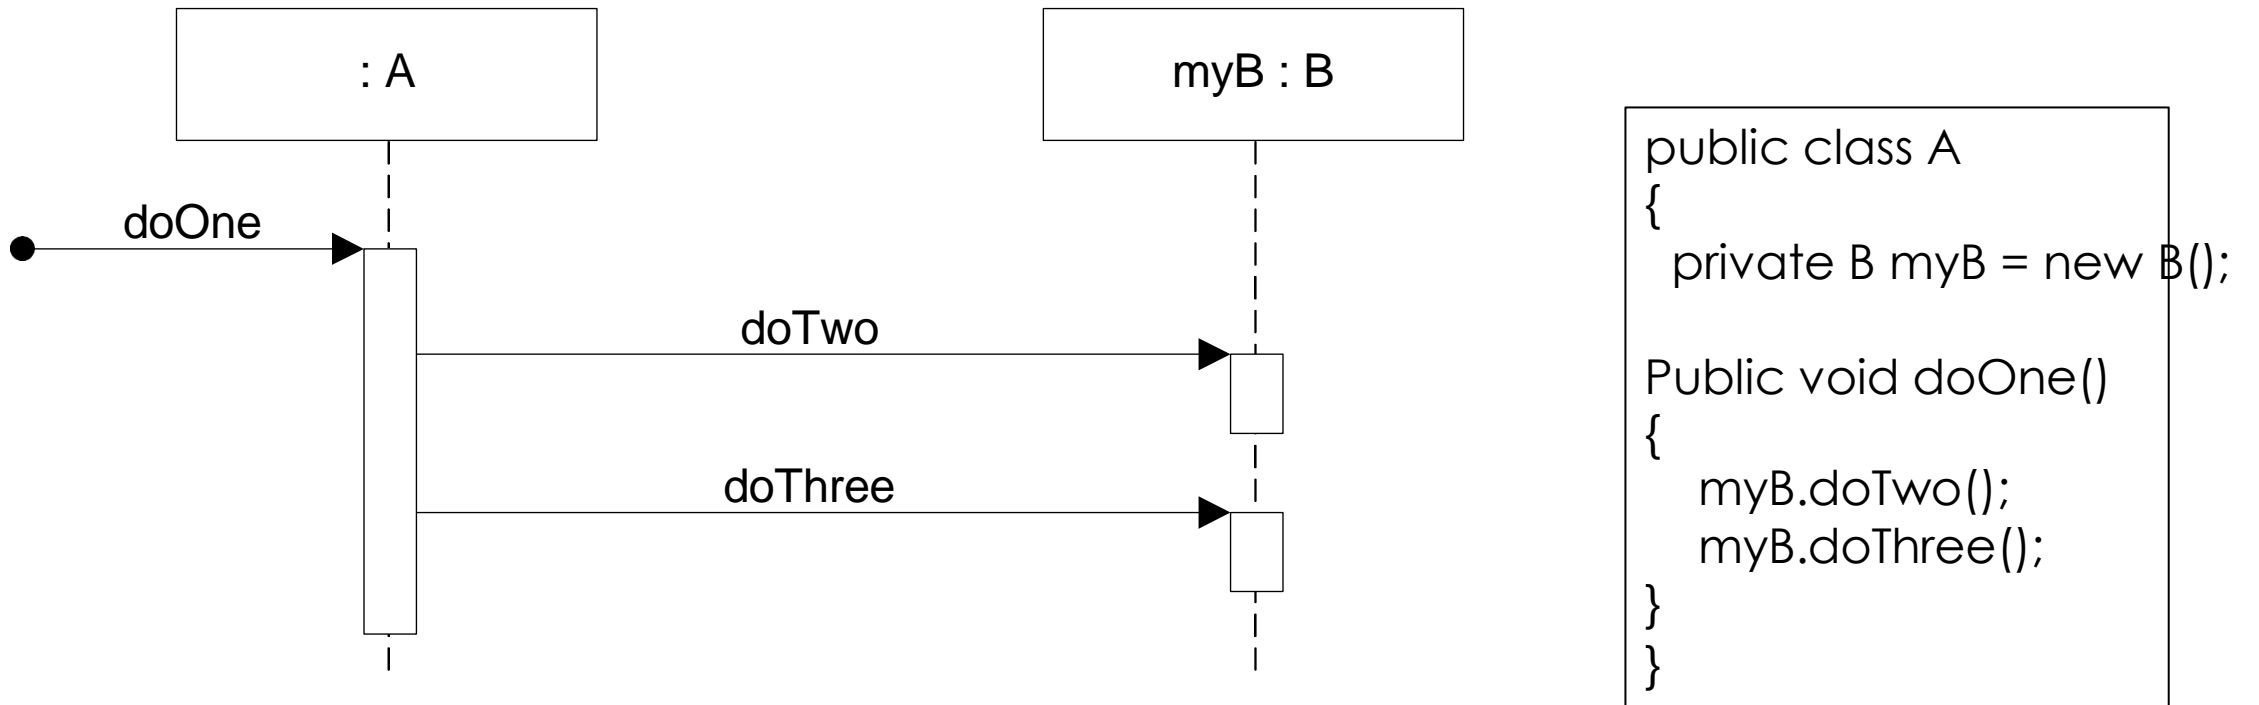 : A
myB : B
doOne
doTwo
doThree
public class A
{
private B myB = new B();
Public void doOne()
{
myB.doTwo();
myB.doThree();
}
}